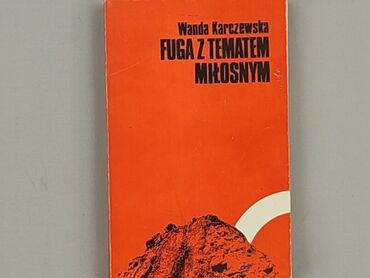 Wanda Karczewska
FUGA Z TEMATEM
MIŁOSNYM